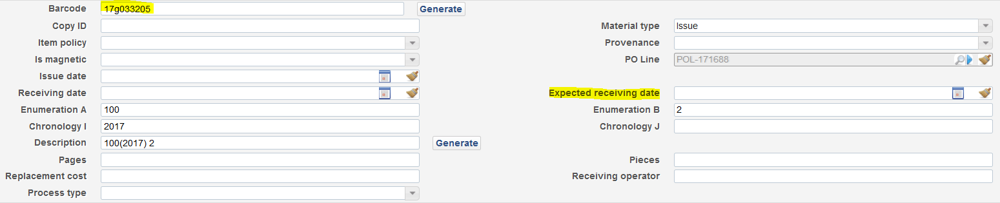 Barcode 17g033205 Generate
Copy ID Material type Issue
Item policy Provenance
Is magnetic PO Line POL-171688
Issue date
Receiving date Expected receiving date
Enumeration A 100 Enumeration B 2
Chronology I 2017 Chronology J
Description 100(2017) 2 Generate
Pages Pieces
Replacement cost Receiving operator
Process type